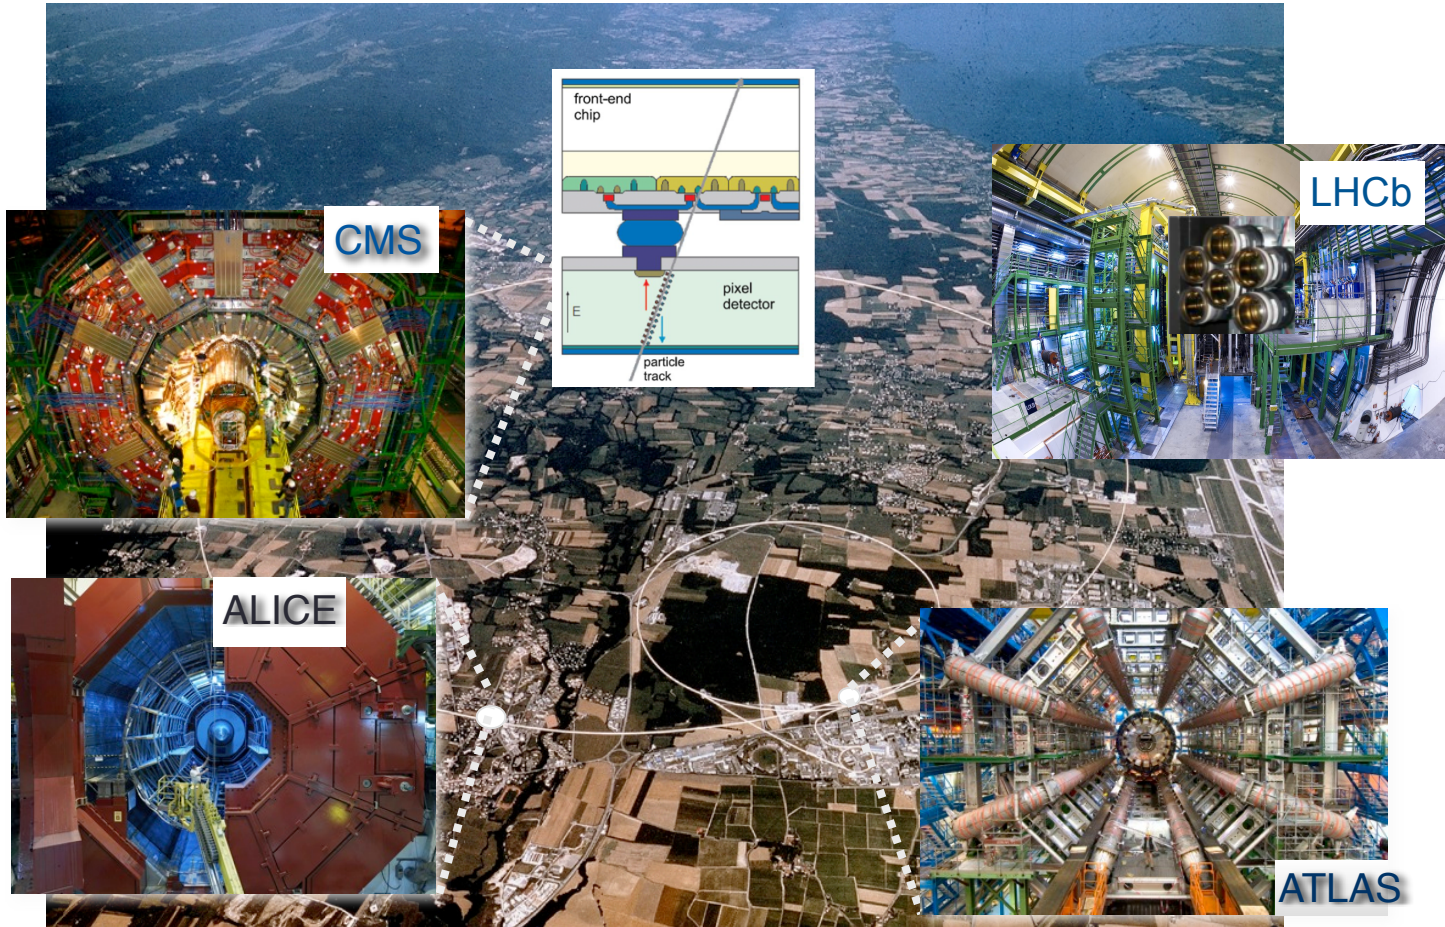 front-end
chip
LHCb
CMS
pixel
detector
E
particle
track
ALICE
ATLAS